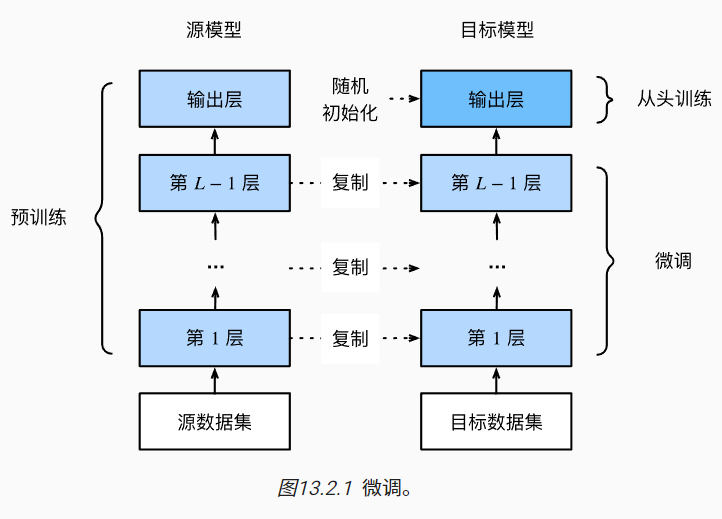 源模型
目标模型
输出层
随机
初始化
输出层
从头训练
第 L − 1 层
复制
第 L − 1 层
预训练
...
复制
...
微调
第 1 层
复制
第 1 层
源数据集
目标数据集
图13.2.1 微调。